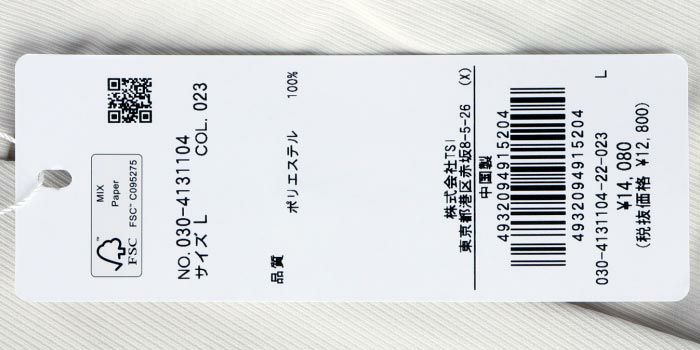 MIX
Paper
FSC™ C095275
FSC™
NO. 030-4131104
サイズ L COL. 023
品質
ポリエステル 100%
株式会社TSI
東京都港区赤坂8-5-26 (X)
中国製
4932094915204
4932094915204
L
030-4131104-22-023
¥14,080
(税抜価格 ¥12,800)